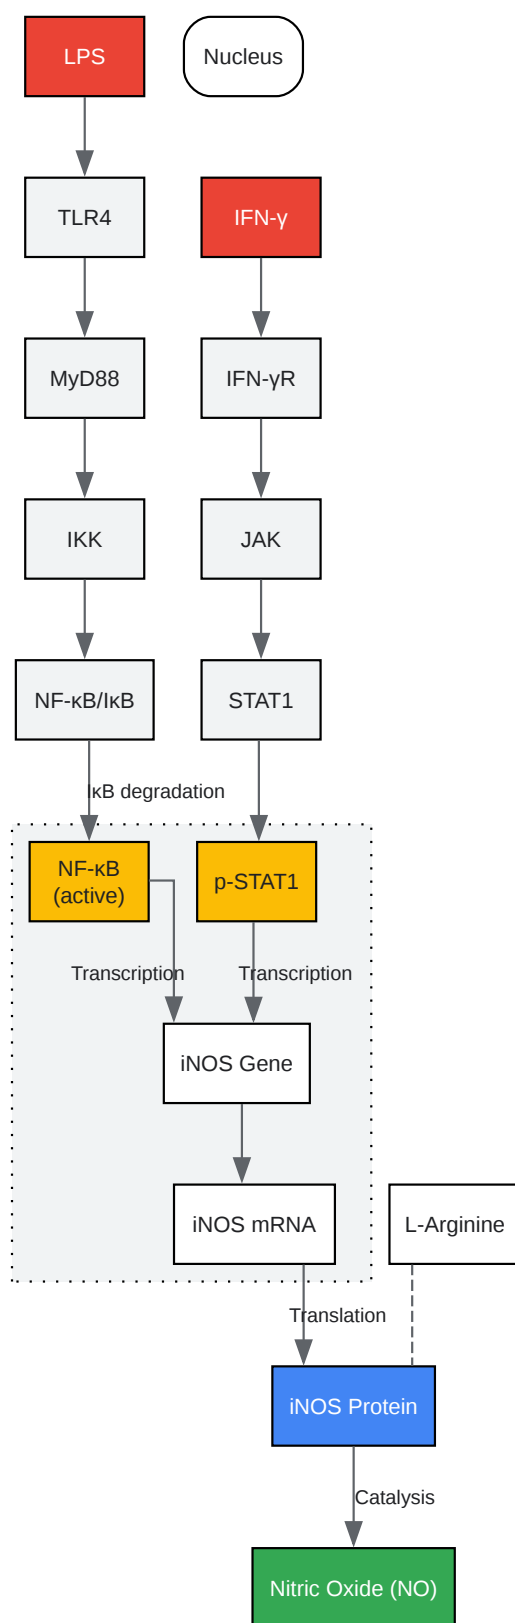 LPS
Nucleus
TLR4
IFN-γ
MyD88
IFN-γR
IKK
JAK
NF-κB/IκB
STAT1
IκB degradation
NF-κB
(active)
p-STAT1
Transcription
Transcription
iNOS Gene
iNOS mRNA
L-Arginine
Translation
iNOS Protein
Catalysis
Nitric Oxide (NO)